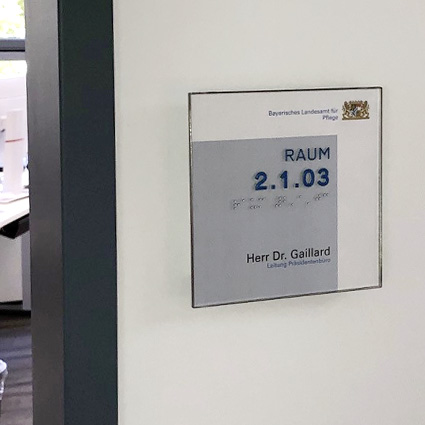 Bayerisches Landesamt für
Pflege
RAUM
2.1.03
Herr Dr. Gaillard
Leitung Präsidentenbüro